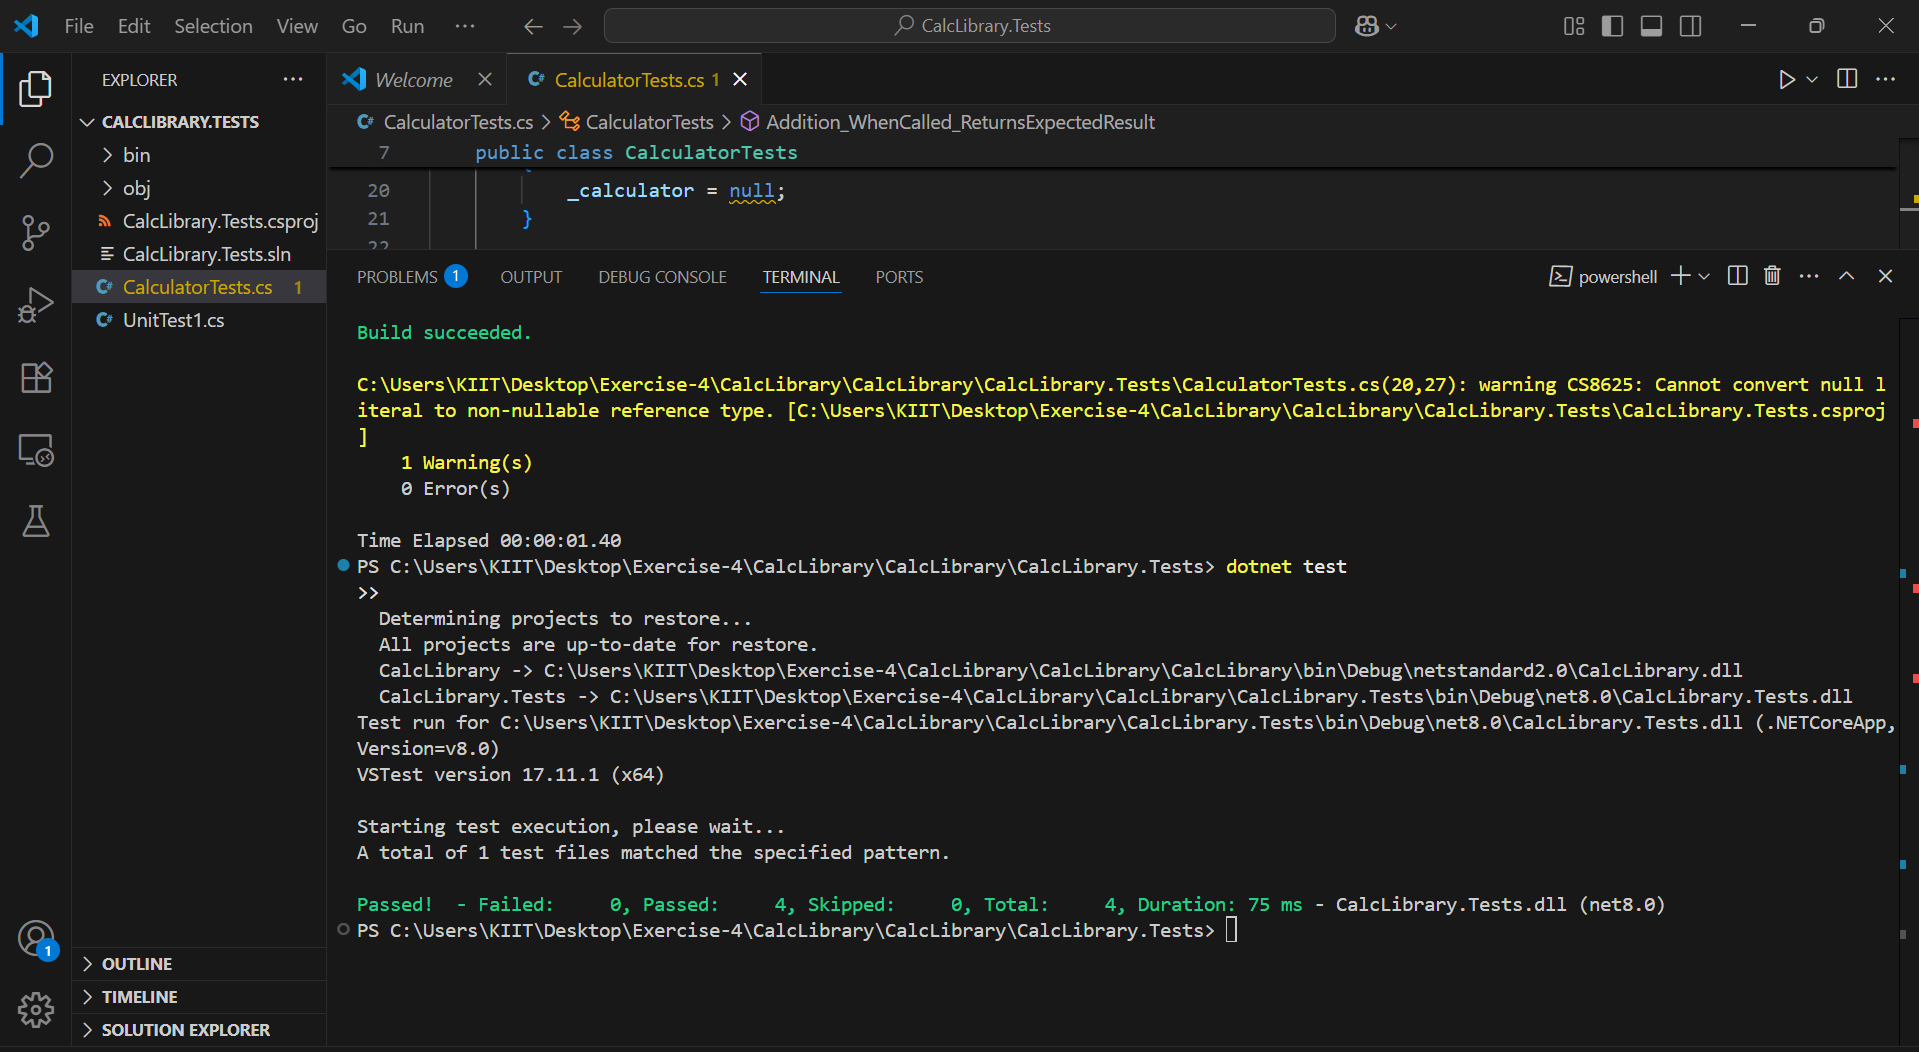 File Edit Selection View Go Run ··· CalcLibrary.Tests
EXPLORER ···
CALCLIBRARY.TESTS
bin
obj
CalcLibrary.Tests.csproj
CalcLibrary.Tests.sln
CalculatorTests.cs 1
UnitTest1.cs
OUTLINE
TIMELINE
SOLUTION EXPLORER
1
Welcome CalculatorTests.cs 1
CalculatorTests.cs > CalculatorTests > Addition_WhenCalled_ReturnsExpectedResult
7 public class CalculatorTests
20 _calculator = null;
21 }
22
PROBLEMS 1 OUTPUT DEBUG CONSOLE TERMINAL PORTS powershell
Build succeeded.
C:\Users\KIIT\Desktop\Exercise-4\CalcLibrary\CalcLibrary\CalcLibrary.Tests\CalculatorTests.cs(20,27): warning CS8625: Cannot convert null l
iteral to non-nullable reference type. [C:\Users\KIIT\Desktop\Exercise-4\CalcLibrary\CalcLibrary\CalcLibrary.Tests\CalcLibrary.Tests.csproj
]
1 Warning(s)
0 Error(s)
Time Elapsed 00:00:01.40
PS C:\Users\KIIT\Desktop\Exercise-4\CalcLibrary\CalcLibrary\CalcLibrary.Tests> dotnet test
>>
Determining projects to restore...
All projects are up-to-date for restore.
CalcLibrary -> C:\Users\KIIT\Desktop\Exercise-4\CalcLibrary\CalcLibrary\CalcLibrary\bin\Debug\netstandard2.0\CalcLibrary.dll
CalcLibrary.Tests -> C:\Users\KIIT\Desktop\Exercise-4\CalcLibrary\CalcLibrary\CalcLibrary.Tests\bin\Debug\net8.0\CalcLibrary.Tests.dll
Test run for C:\Users\KIIT\Desktop\Exercise-4\CalcLibrary\CalcLibrary\CalcLibrary.Tests\bin\Debug\net8.0\CalcLibrary.Tests.dll (.NETCoreApp,
Version=v8.0)
VSTest version 17.11.1 (x64)
Starting test execution, please wait...
A total of 1 test files matched the specified pattern.
Passed!  - Failed:     0, Passed:     4, Skipped:     0, Total:     4, Duration: 75 ms - CalcLibrary.Tests.dll (net8.0)
PS C:\Users\KIIT\Desktop\Exercise-4\CalcLibrary\CalcLibrary\CalcLibrary.Tests>